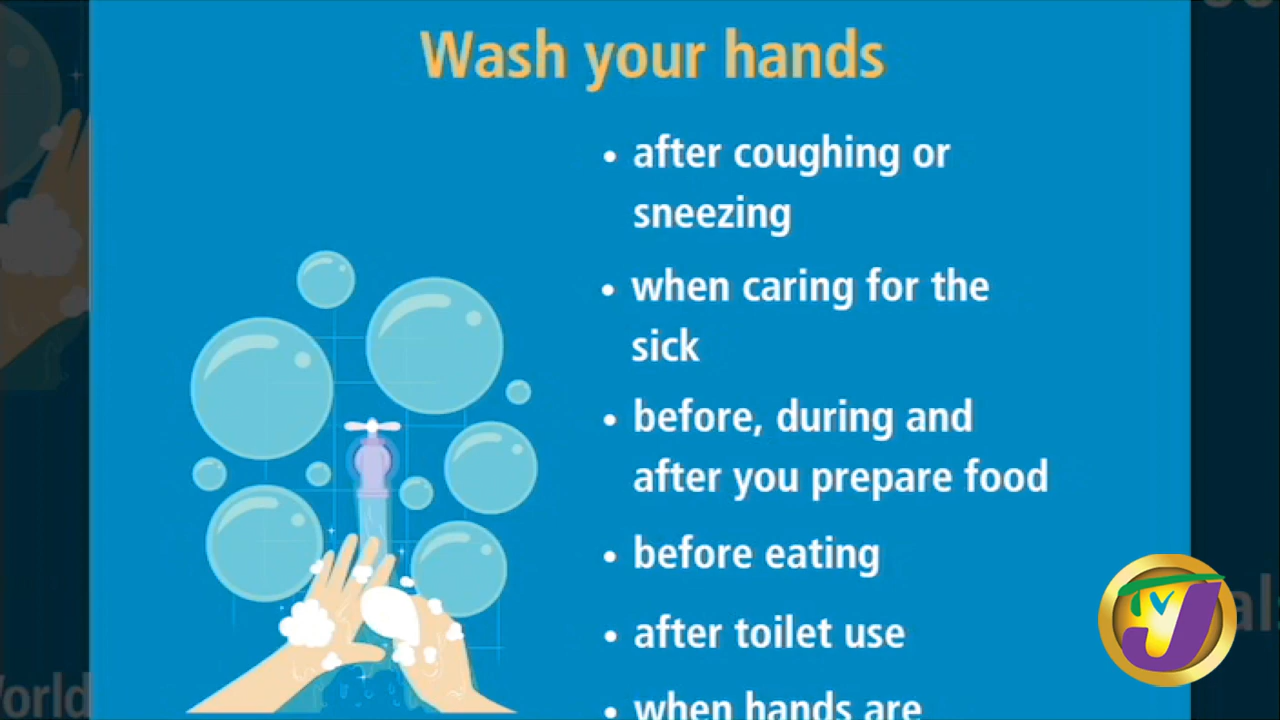 Wash your hands
• after coughing or
sneezing
• when caring for the
sick
• before, during and
after you prepare food
• before eating
• after toilet use
• when hands are
TVJ